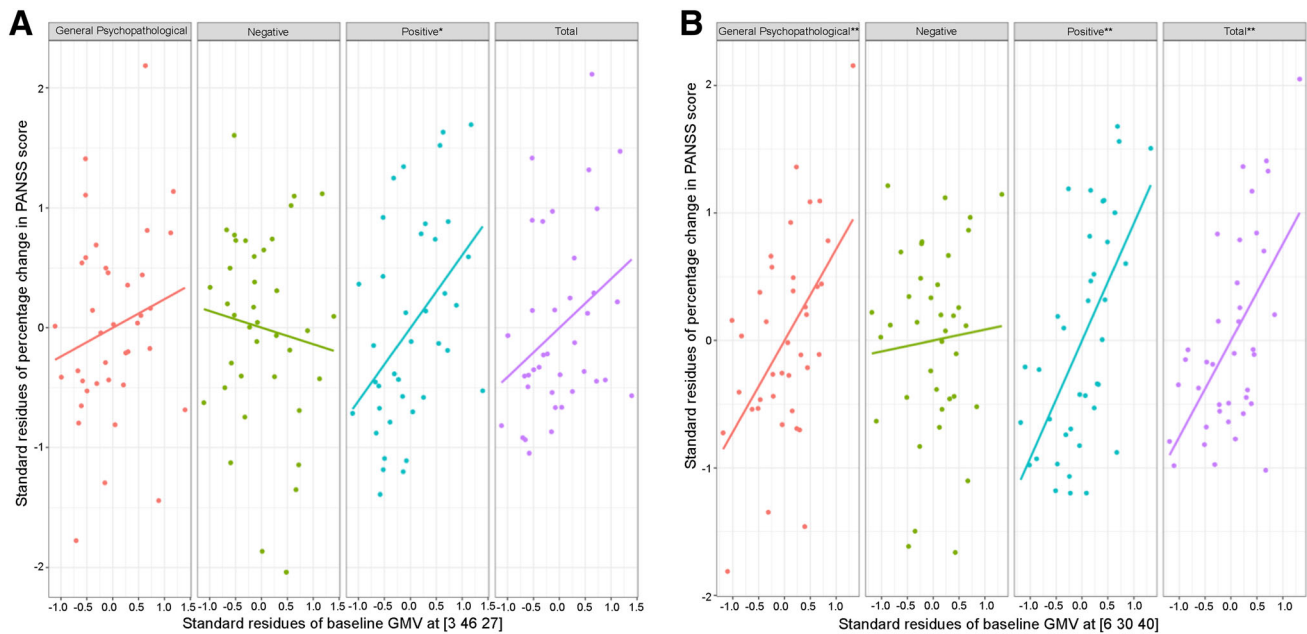 A
General Psychopathological Negative Positive* Total
Standard residues of percentage change in PANSS score
2
1
0
-1
-2
-1.0 -0.5 0.0 0.5 1.0 1.5 -1.0 -0.5 0.0 0.5 1.0 1.5 -1.0 -0.5 0.0 0.5 1.0 1.5 -1.0 -0.5 0.0 0.5 1.0 1.5
Standard residues of baseline GMV at [3 46 27]
B
General Psychopathological** Negative Positive** Total**
Standard residues of percentage change in PANSS score
2
1
0
-1
-2
-1.0 -0.5 0.0 0.5 1.0 -1.0 -0.5 0.0 0.5 1.0 -1.0 -0.5 0.0 0.5 1.0 -1.0 -0.5 0.0 0.5 1.0
Standard residues of baseline GMV at [6 30 40]